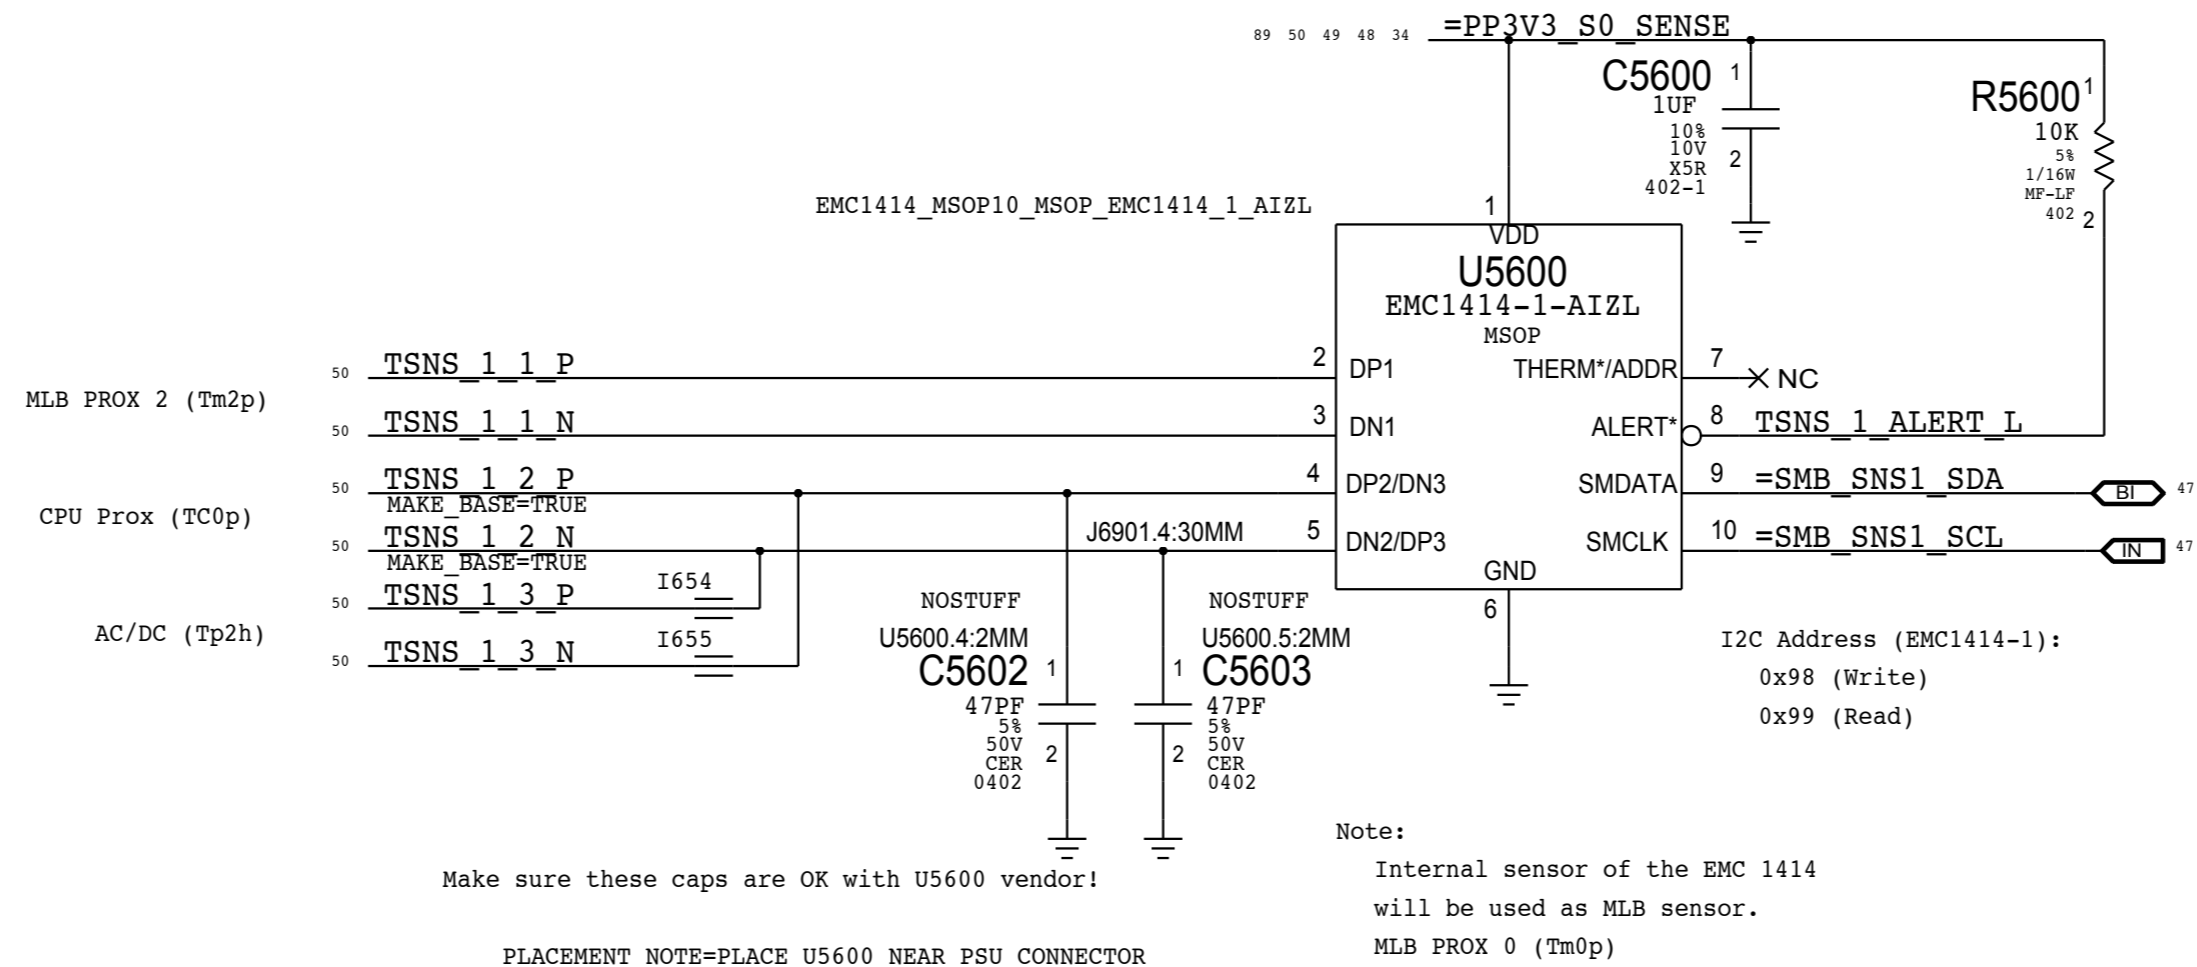 89 50 49 48 34 =PP3V3_S0_SENSE
C5600 1
1UF
10%
10V
X5R
402-1
2
R5600 1
10K
5%
1/16W
MF-LF
402
2
EMC1414_MSOP10_MSOP_EMC1414_1_AIZL
1
VDD
U5600
EMC1414-1-AIZL
MSOP
MLB PROX 2 (Tm2p)
50 TSNS_1_1_P 2 DP1
THERM*/ADDR 7 NC
50 TSNS_1_1_N 3 DN1
ALERT* 8 TSNS_1_ALERT_L
CPU Prox (TC0p)
50 TSNS_1_2_P 4 DP2/DN3
MAKE_BASE=TRUE
SMDATA 9 =SMB_SNS1_SDA BI 47
50 TSNS_1_2_N J6901.4:30MM 5 DN2/DP3
MAKE_BASE=TRUE
SMCLK 10 =SMB_SNS1_SCL IN 47
GND
6
AC/DC (Tp2h)
50 TSNS_1_3_P I654
50 TSNS_1_3_N I655
NOSTUFF
U5600.4:2MM
C5602 1
47PF
5%
50V
CER
0402
2
NOSTUFF
U5600.5:2MM
1 C5603
47PF
5%
50V
CER
0402
2
I2C Address (EMC1414-1):
0x98 (Write)
0x99 (Read)
Make sure these caps are OK with U5600 vendor!
PLACEMENT_NOTE=PLACE U5600 NEAR PSU CONNECTOR
Note:
Internal sensor of the EMC 1414
will be used as MLB sensor.
MLB PROX 0 (Tm0p)